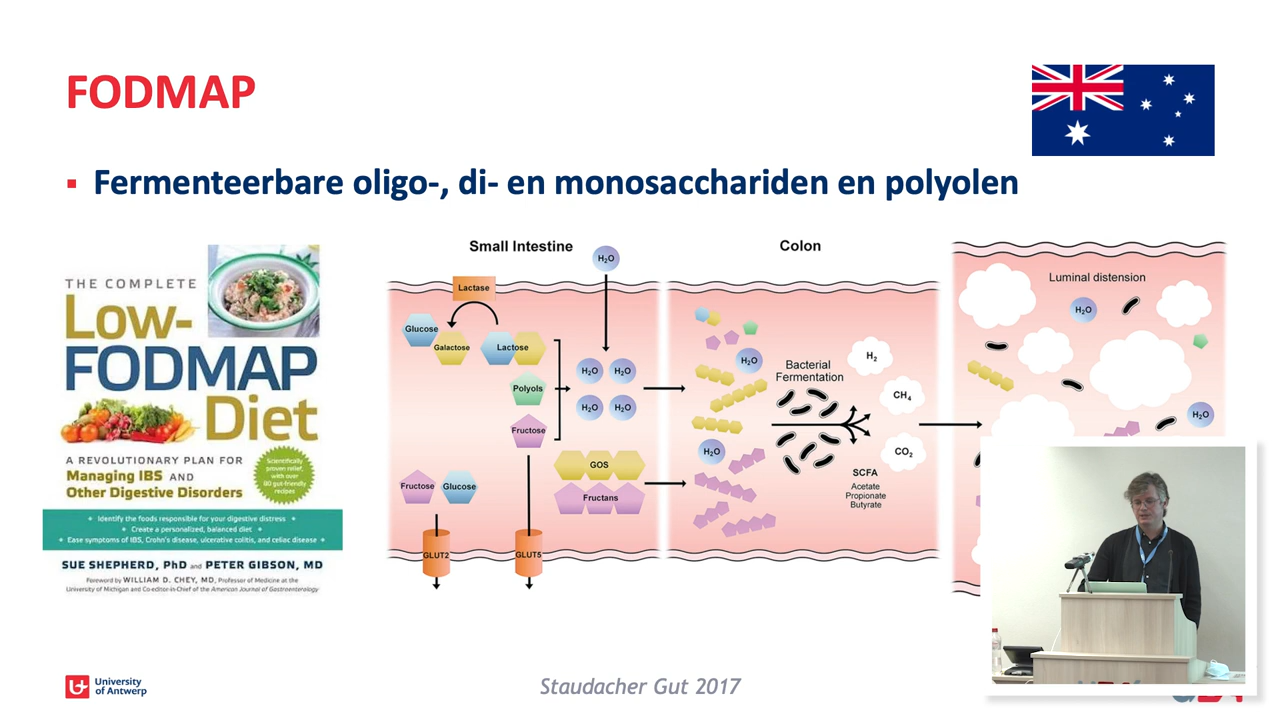 FODMAP
Fermenteerbare oligo-, di- en monosacchariden en polyolen
THE COMPLETE
Low-
FODMAP
Diet
A REVOLUTIONARY PLAN FOR
Managing IBS AND
Other Digestive Disorders
Scientifically
proven relief,
with over
80 gut-friendly
recipes
+ Identify the foods responsible for your digestive distress +
+ Create a personalized, balanced diet +
+ Ease symptoms of IBS, Crohn's disease, ulcerative colitis, and celiac disease +
SUE SHEPHERD, PhD and PETER GIBSON, MD
Foreword by WILLIAM D. CHEY, MD, Professor of Medicine at the
University of Michigan and Co-editor-in-Chief of the American Journal of Gastroenterology
Small Intestine
H₂O
Lactase
Glucose
Galactose
Lactose
Polyols
Fructose
H₂O
H₂O
H₂O
H₂O
GOS
Fructans
Fructose
Glucose
GLUT2
GLUT5
Colon
H₂O
H₂O
Bacterial
Fermentation
H₂
CH₄
CO₂
SCFA
Acetate
Propionate
Butyrate
Luminal distension
H₂O
H₂O
University
of Antwerp
Staudacher Gut 2017